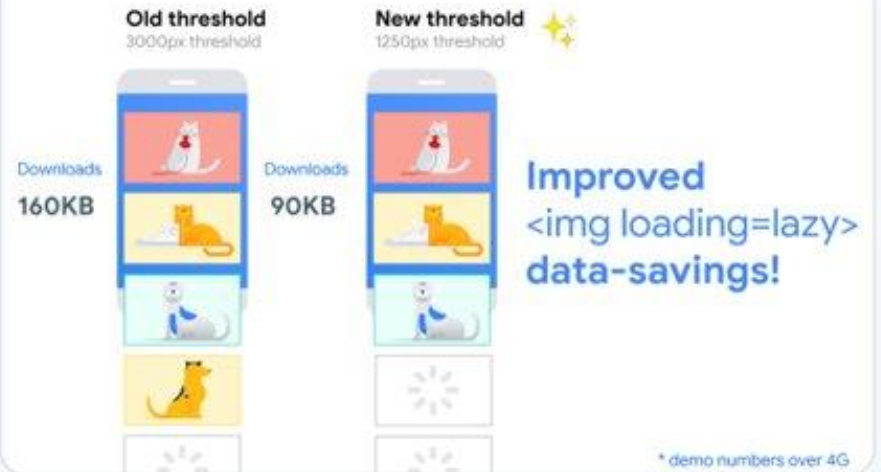 Old threshold
3000px threshold
New threshold
1250px threshold
Downloads
160KB
Downloads
90KB
Improved
<img loading=lazy>
data-savings!
* demo numbers over 4G